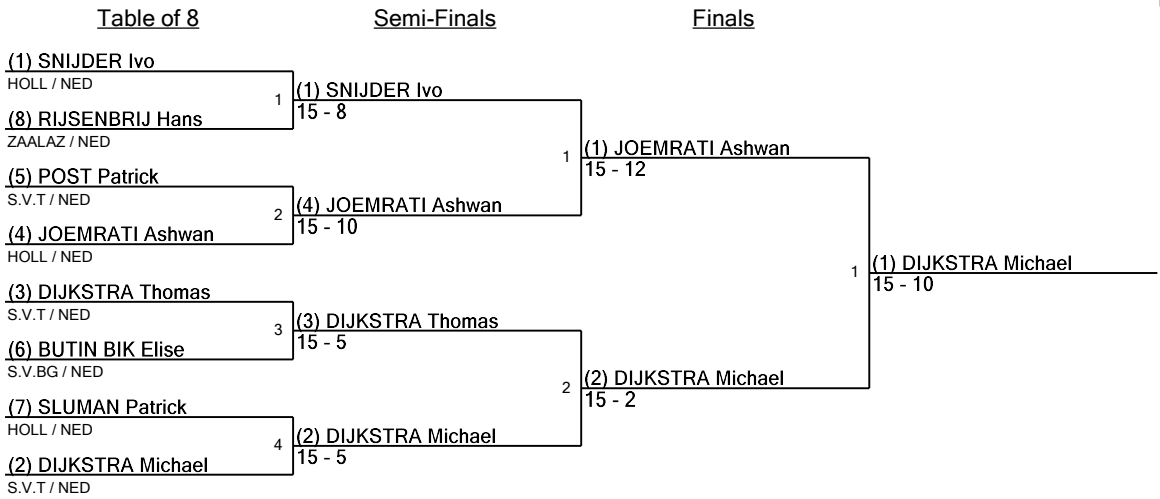 Table of 8
Semi-Finals
Finals
(1) SNIJDER Ivo
HOLL / NED
(8) RIJSENBRIJ Hans
ZAALAZ / NED
(5) POST Patrick
S.V.T / NED
(4) JOEMRATI Ashwan
HOLL / NED
(3) DIJKSTRA Thomas
S.V.T / NED
(6) BUTIN BIK Elise
S.V.BG / NED
(7) SLUMAN Patrick
HOLL / NED
(2) DIJKSTRA Michael
S.V.T / NED
1
(1) SNIJDER Ivo
15 - 8
2
(4) JOEMRATI Ashwan
15 - 10
3
(3) DIJKSTRA Thomas
15 - 5
4
(2) DIJKSTRA Michael
15 - 5
1
(1) JOEMRATI Ashwan
15 - 12
2
(2) DIJKSTRA Michael
15 - 2
1
(1) DIJKSTRA Michael
15 - 10